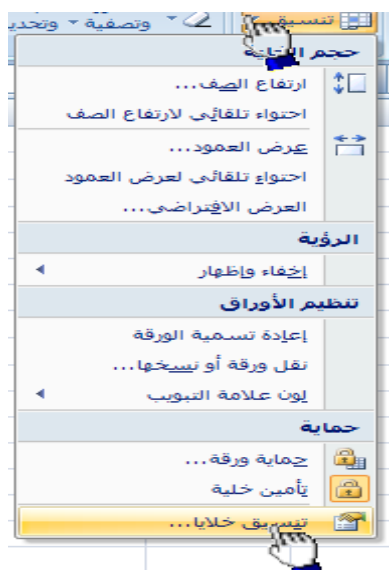 تنسيق
وتصفية
حجم الخلية
ارتفاع الصف...
احتواء تلقائي لارتفاع الصف
عرض العمود...
احتواء تلقائي لعرض العمود
العرض الافتراضي...
الرؤية
إخفاء وإظهار
تنظيم الأوراق
إعادة تسمية الورقة
نقل ورقة أو نسخها...
لون علامة التبويب
حماية
حماية ورقة...
تأمين خلية
تنسيق خلايا...